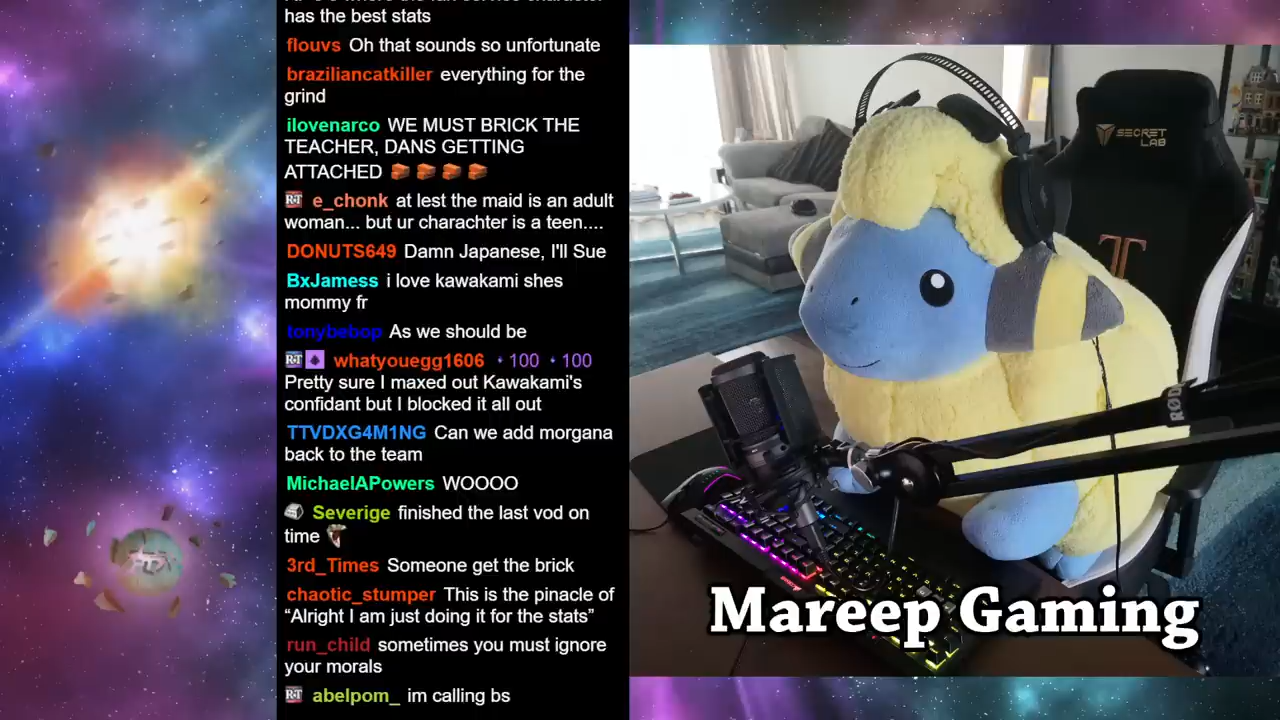 has the best stats
flouvs Oh that sounds so unfortunate
braziliancatkiller everything for the
grind
ilovenarco WE MUST BRICK THE
TEACHER, DANS GETTING
ATTACHED
e_chonk at lest the maid is an adult
woman... but ur charachter is a teen....
DONUTS649 Damn Japanese, I'll Sue
BxJamess i love kawakami shes
mommy fr
tonybebop As we should be
whatyouegg1606 100 100
Pretty sure I maxed out Kawakami's
confidant but I blocked it all out
TTVDXG4M1NG Can we add morgana
back to the team
MichaelAPowers WOOOO
Severige finished the last vod on
time
3rd_Times Someone get the brick
chaotic_stumper This is the pinacle of
“Alright I am just doing it for the stats”
run_child sometimes you must ignore
your morals
abelpom_ im calling bs
SECRET
LAB
RØDE
Mareep Gaming